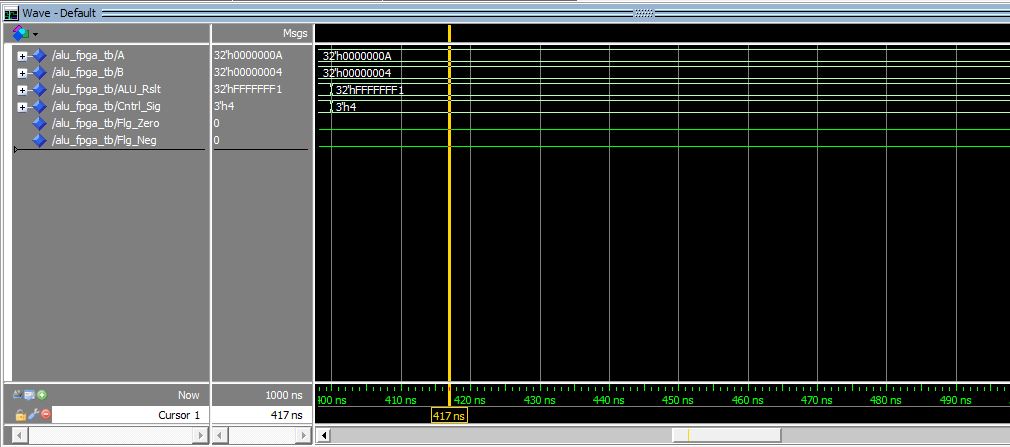 Wave - Default
Msgs
/alu_fpga_tb/A 32'h0000000A 32'h0000000A
/alu_fpga_tb/B 32'h00000004 32'h00000004
/alu_fpga_tb/ALU_Rslt 32'hFFFFFFF1 32'hFFFFFFF1
/alu_fpga_tb/Cntrl_Sig 3'h4 3'h4
/alu_fpga_tb/Flg_Zero 0
/alu_fpga_tb/Flg_Neg 0
Now 1000 ns 400 ns 410 ns 420 ns 430 ns 440 ns 450 ns 460 ns 470 ns 480 ns 490 ns
Cursor 1 417 ns 417 ns